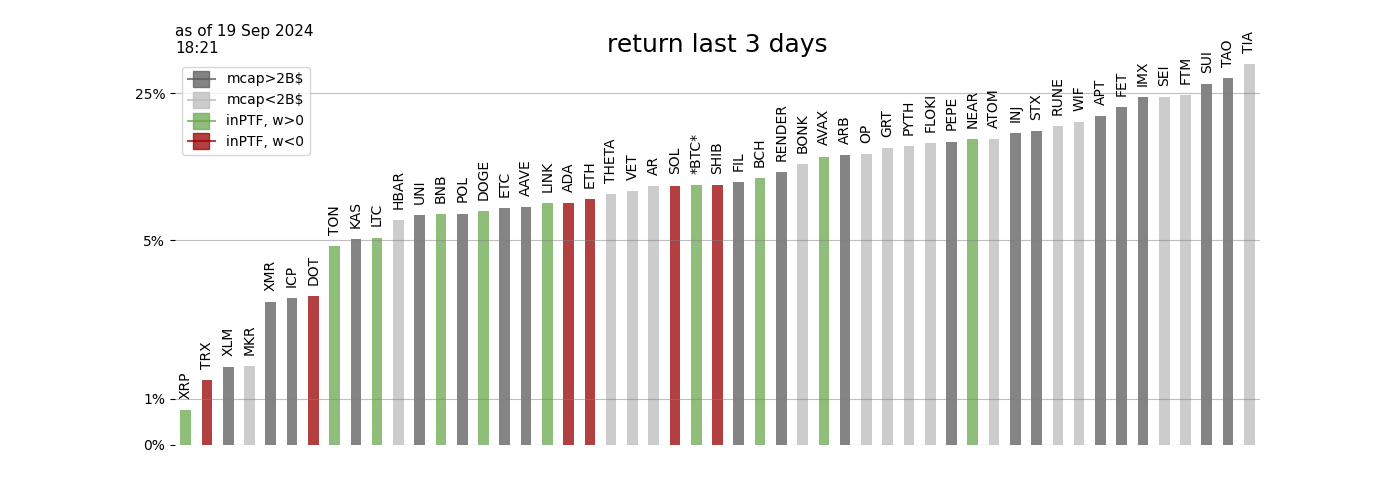 as of 19 Sep 2024
18:21
return last 3 days
mcap>2B$
mcap<2B$
inPTF, w>0
inPTF, w<0
25%
5%
1%
0%
XRP
TRX
XLM
MKR
XMR
ICP
DOT
TON
KAS
LTC
HBAR
UNI
BNB
POL
DOGE
ETC
AAVE
LINK
ADA
ETH
THETA
VET
AR
SOL
*BTC*
SHIB
FIL
BCH
RENDER
BONK
AVAX
ARB
OP
GRT
PYTH
FLOKI
PEPE
NEAR
ATOM
INJ
STX
RUNE
WIF
APT
FET
IMX
SEI
FTM
SUI
TAO
TIA